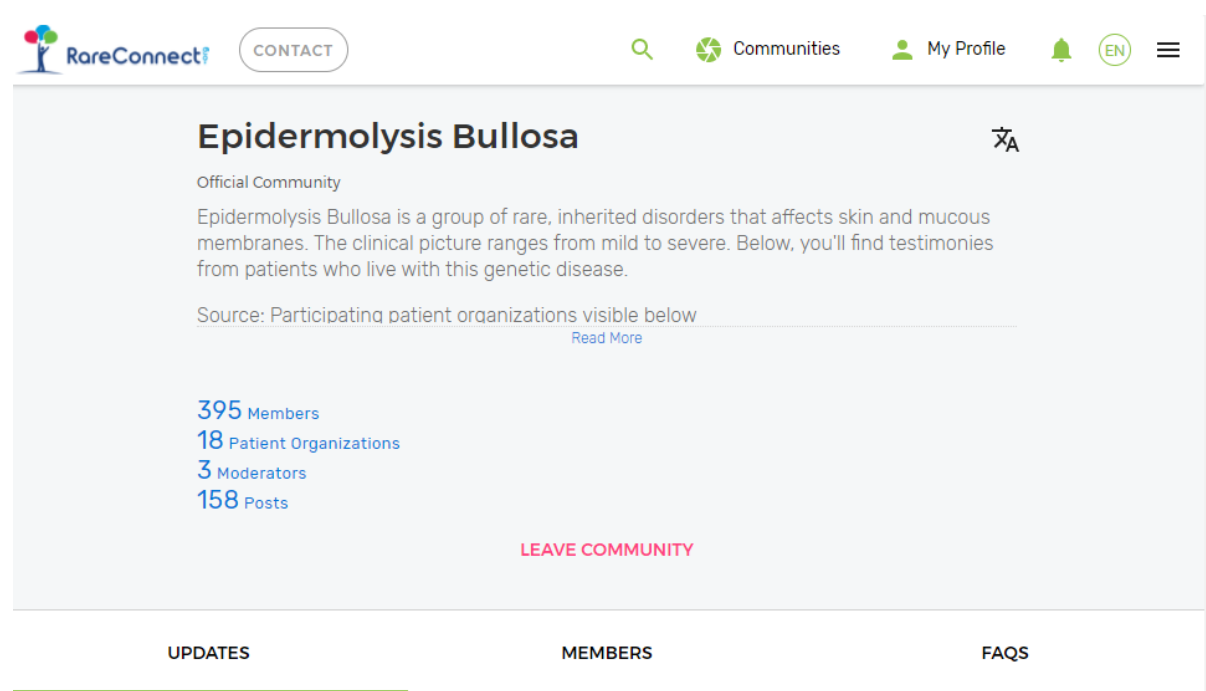 RareConnect
CONTACT
Communities
My Profile
EN
Epidermolysis Bullosa
文A
Official Community
Epidermolysis Bullosa is a group of rare, inherited disorders that affects skin and mucous
membranes. The clinical picture ranges from mild to severe. Below, you'll find testimonies
from patients who live with this genetic disease.
Source: Participating patient organizations visible below
Read More
395 Members
18 Patient Organizations
3 Moderators
158 Posts
LEAVE COMMUNITY
UPDATES
MEMBERS
FAQS